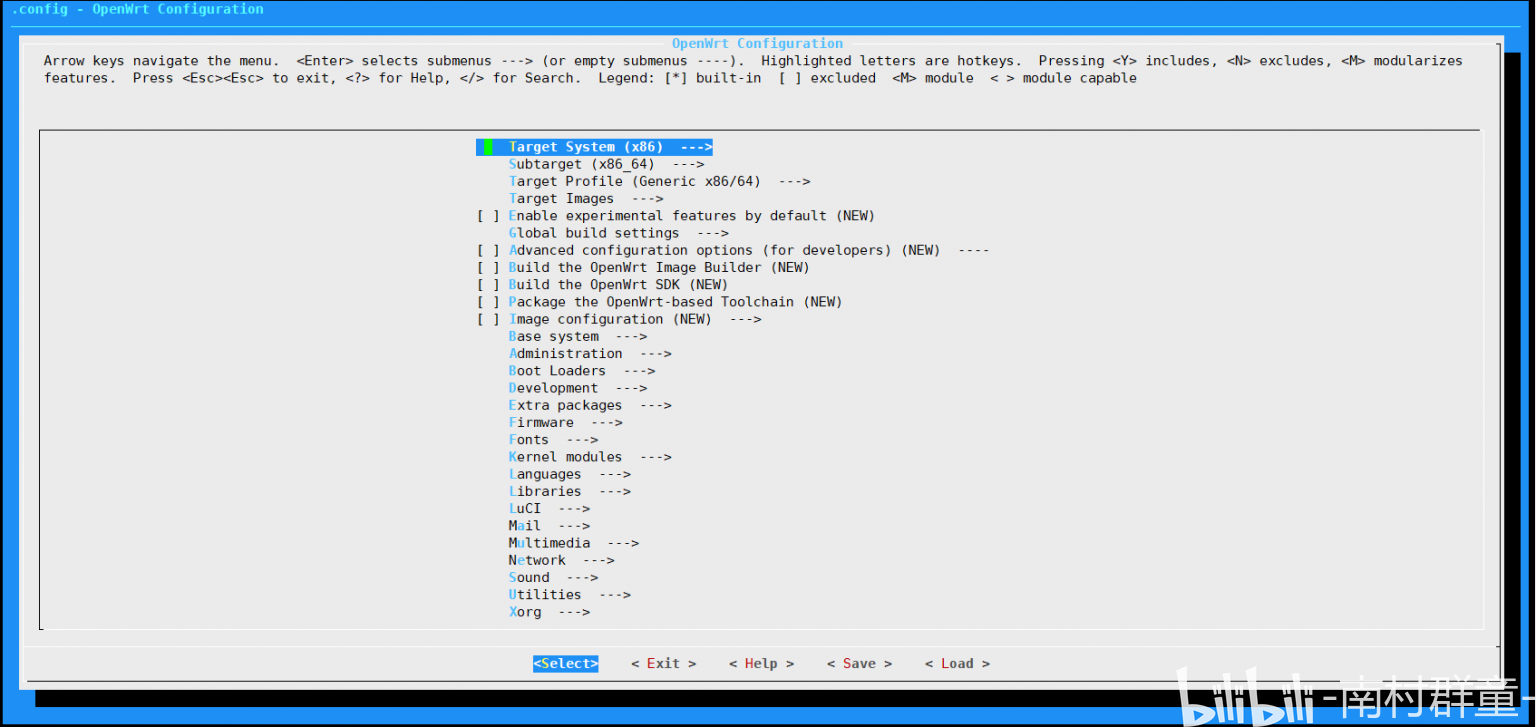 .config - OpenWrt Configuration
OpenWrt Configuration
Arrow keys navigate the menu.  <Enter> selects submenus ---> (or empty submenus ----).  Highlighted letters are hotkeys.  Pressing <Y> includes, <N> excludes, <M> modularizes
features.  Press <Esc><Esc> to exit, <?> for Help, </> for Search.  Legend: [*] built-in  [ ] excluded  <M> module  < > module capable
Target System (x86)  --->
Subtarget (x86_64)  --->
Target Profile (Generic x86/64)  --->
Target Images  --->
[ ] Enable experimental features by default (NEW)
Global build settings  --->
[ ] Advanced configuration options (for developers) (NEW)  ----
[ ] Build the OpenWrt Image Builder (NEW)
[ ] Build the OpenWrt SDK (NEW)
[ ] Package the OpenWrt-based Toolchain (NEW)
[ ] Image configuration (NEW)  --->
Base system  --->
Administration  --->
Boot Loaders  --->
Development  --->
Extra packages  --->
Firmware  --->
Fonts  --->
Kernel modules  --->
Languages  --->
Libraries  --->
LuCI  --->
Mail  --->
Multimedia  --->
Network  --->
Sound  --->
Utilities  --->
Xorg  --->
<Select>    < Exit >    < Help >    < Save >    < Load >
bilibili -南村群童-